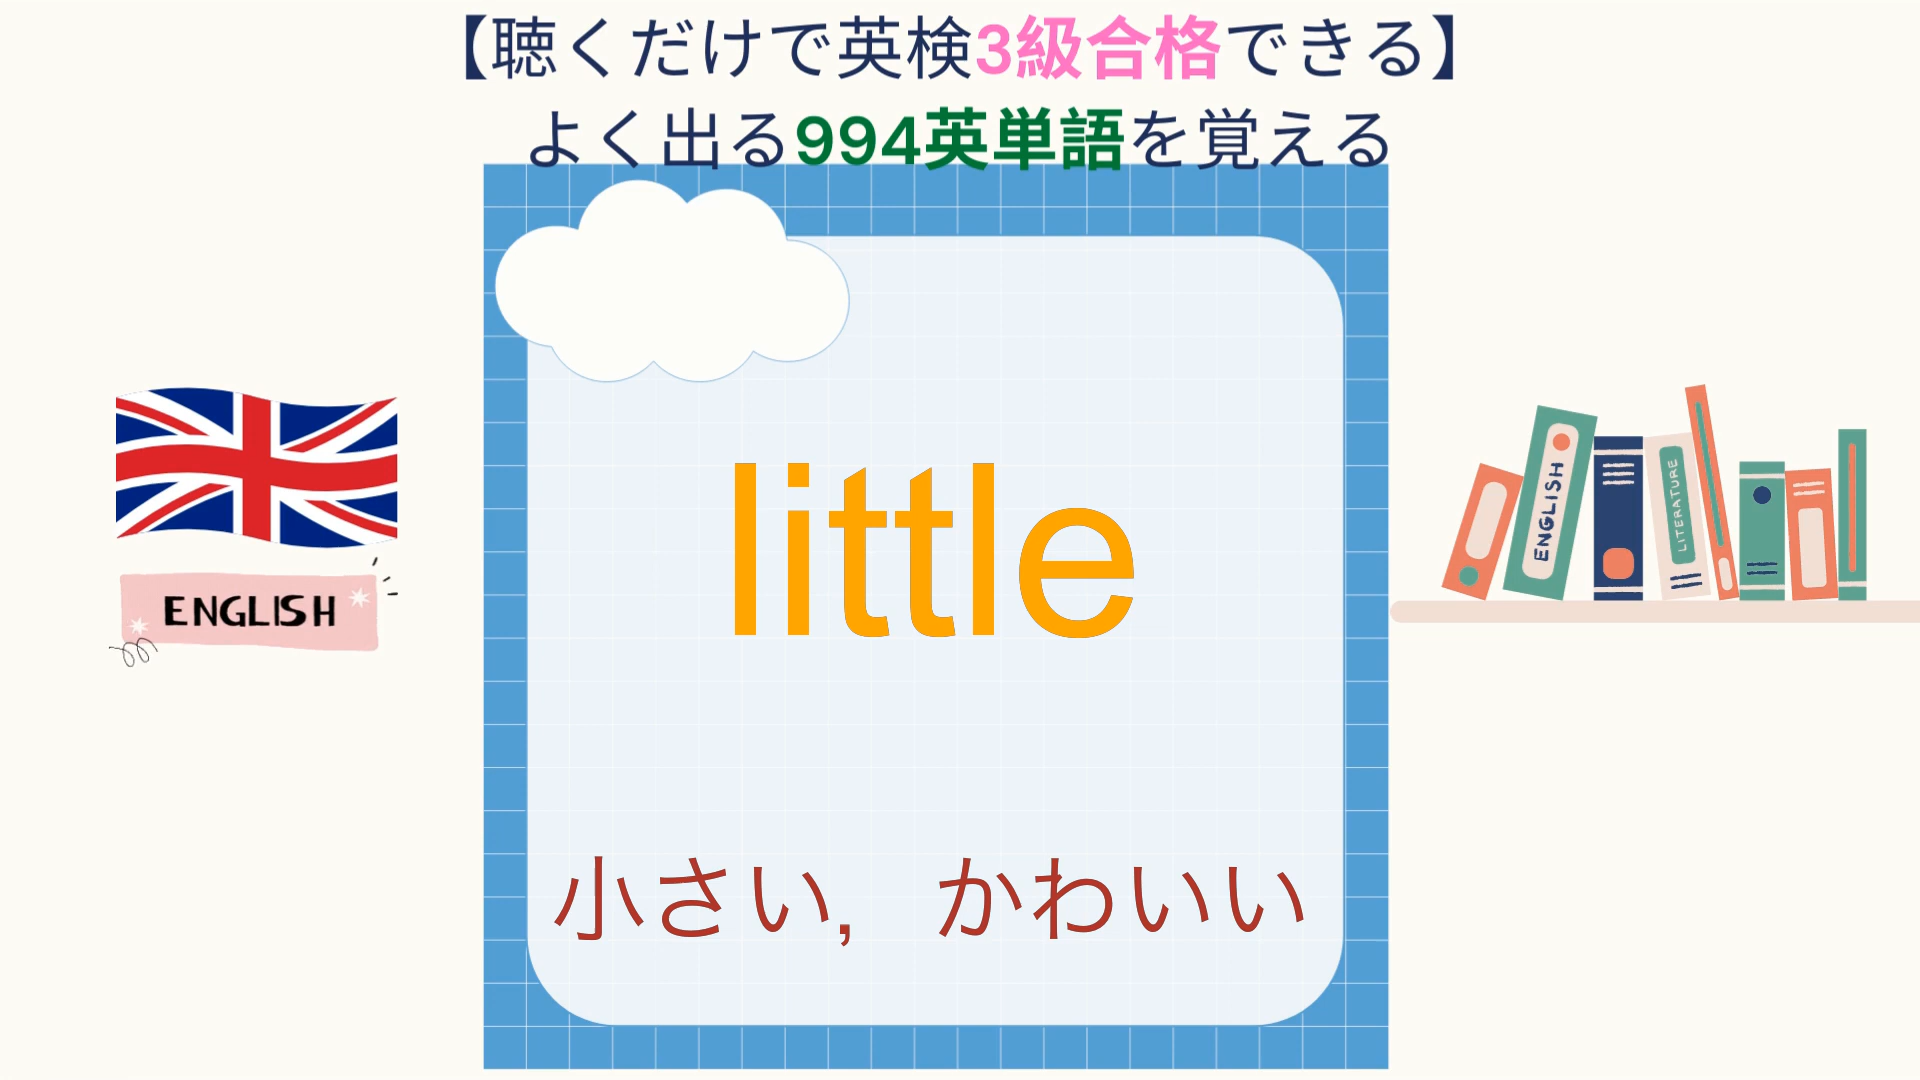 【聴くだけで英検3級合格できる】
よく出る994英単語を覚える
little
小さい,　かわいい
ENGLISH
ENGLISH
LITERATURE